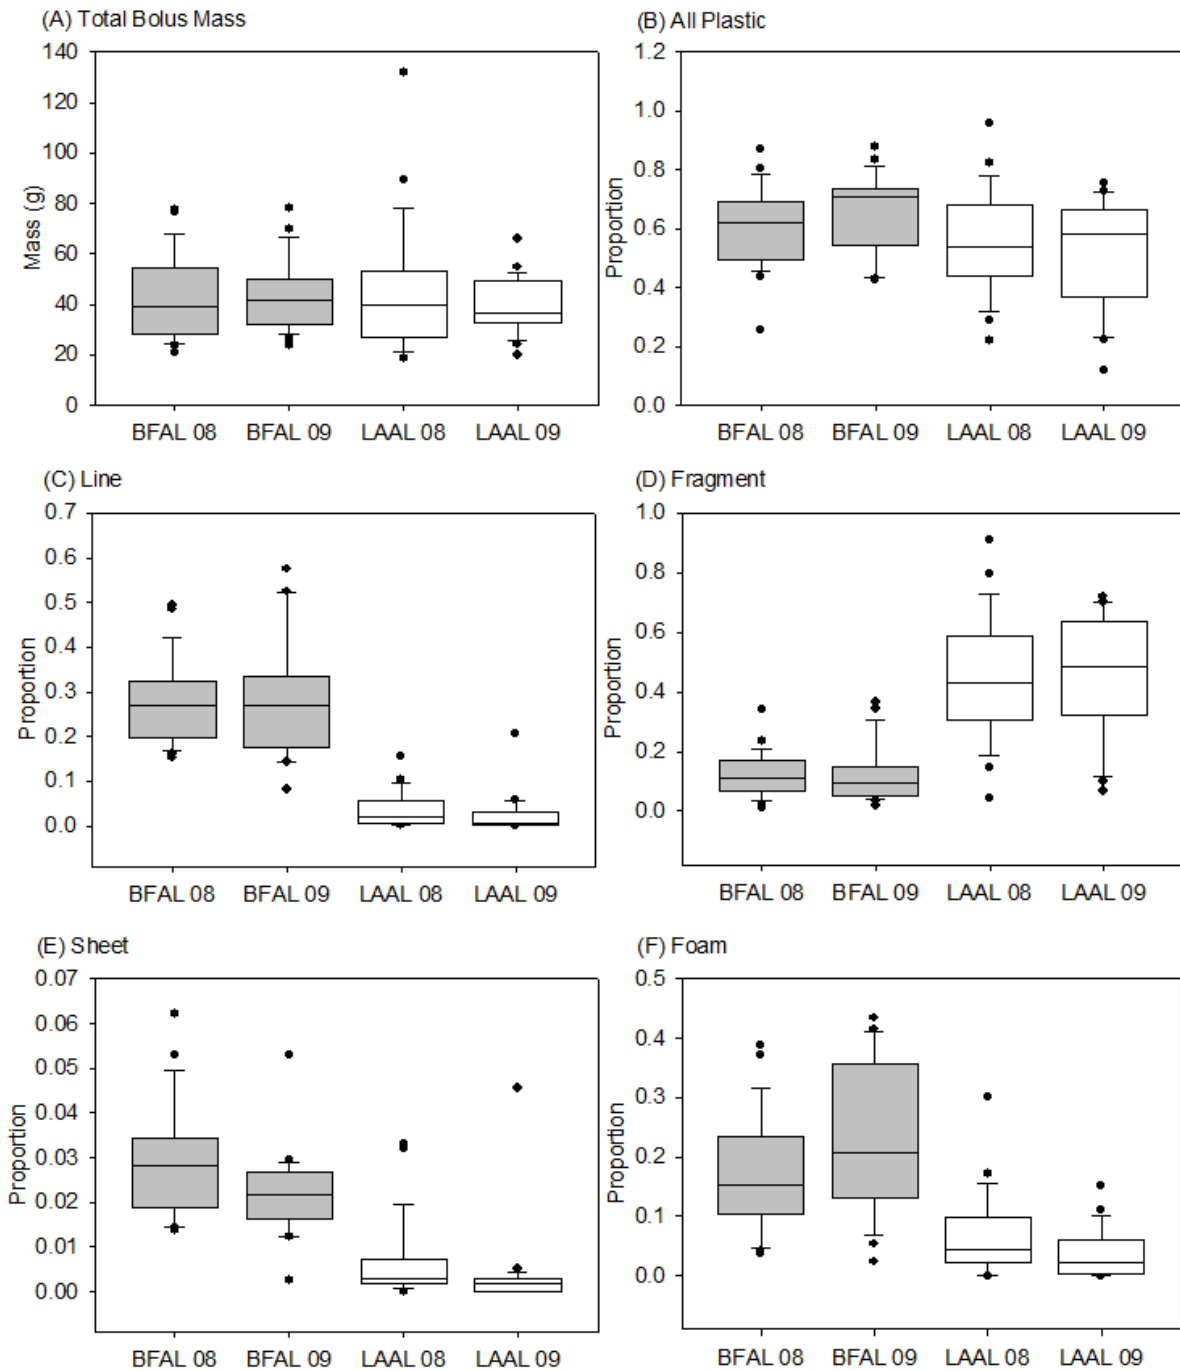 (A) Total Bolus Mass
140
120
100
80
60
40
20
0
Mass (g)
BFAL 08 BFAL 09 LAAL 08 LAAL 09
(B) All Plastic
1.2
1.0
0.8
0.6
0.4
0.2
0.0
Proportion
BFAL 08 BFAL 09 LAAL 08 LAAL 09
(C) Line
0.7
0.6
0.5
0.4
0.3
0.2
0.1
0.0
Proportion
BFAL 08 BFAL 09 LAAL 08 LAAL 09
(D) Fragment
1.0
0.8
0.6
0.4
0.2
0.0
Proportion
BFAL 08 BFAL 09 LAAL 08 LAAL 09
(E) Sheet
0.07
0.06
0.05
0.04
0.03
0.02
0.01
0.00
Proportion
BFAL 08 BFAL 09 LAAL 08 LAAL 09
(F) Foam
0.5
0.4
0.3
0.2
0.1
0.0
Proportion
BFAL 08 BFAL 09 LAAL 08 LAAL 09